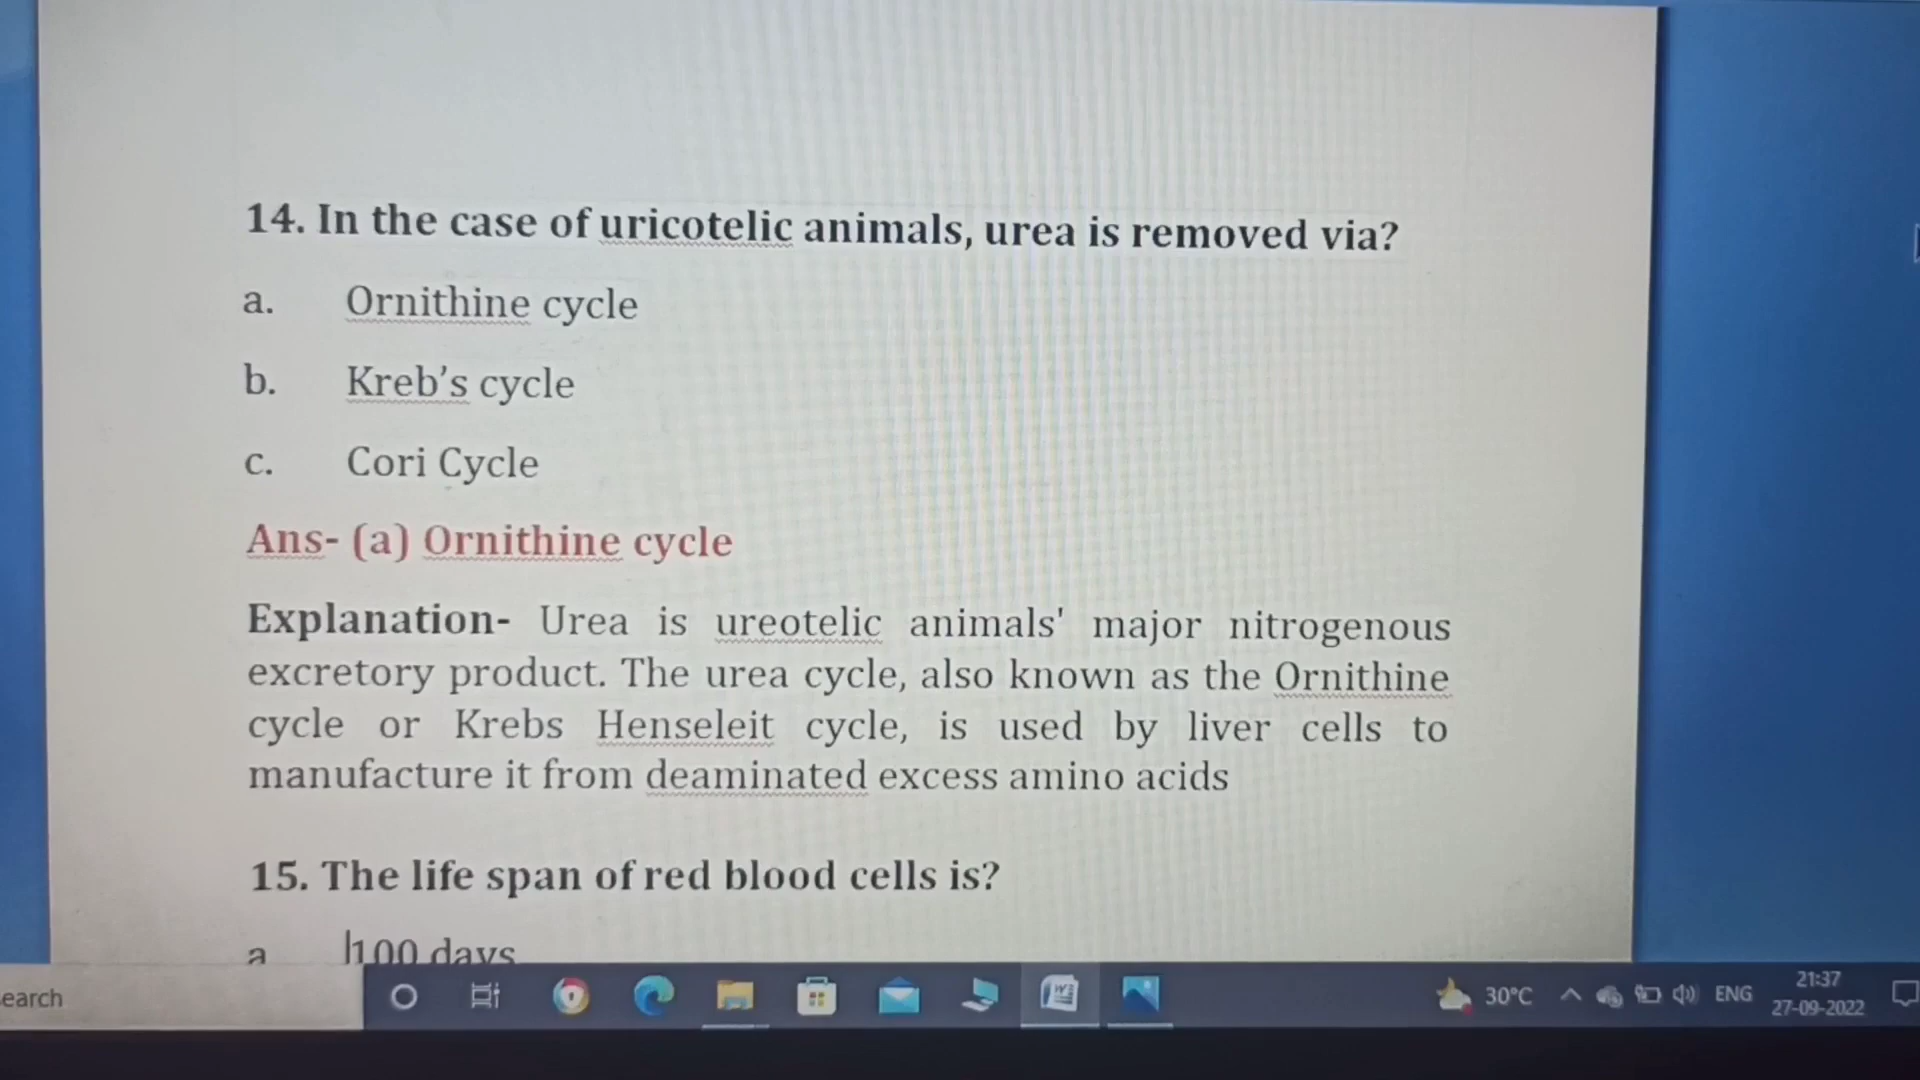 14. In the case of uricotelic animals, urea is removed via?
a. Ornithine cycle
b. Kreb's cycle
c. Cori Cycle
Ans- (a) Ornithine cycle
Explanation- Urea is ureotelic animals' major nitrogenous
excretory product. The urea cycle, also known as the Ornithine
cycle or Krebs Henseleit cycle, is used by liver cells to
manufacture it from deaminated excess amino acids
15. The life span of red blood cells is?
a 100 days
earch
30°C
ENG
21:37
27-09-2022